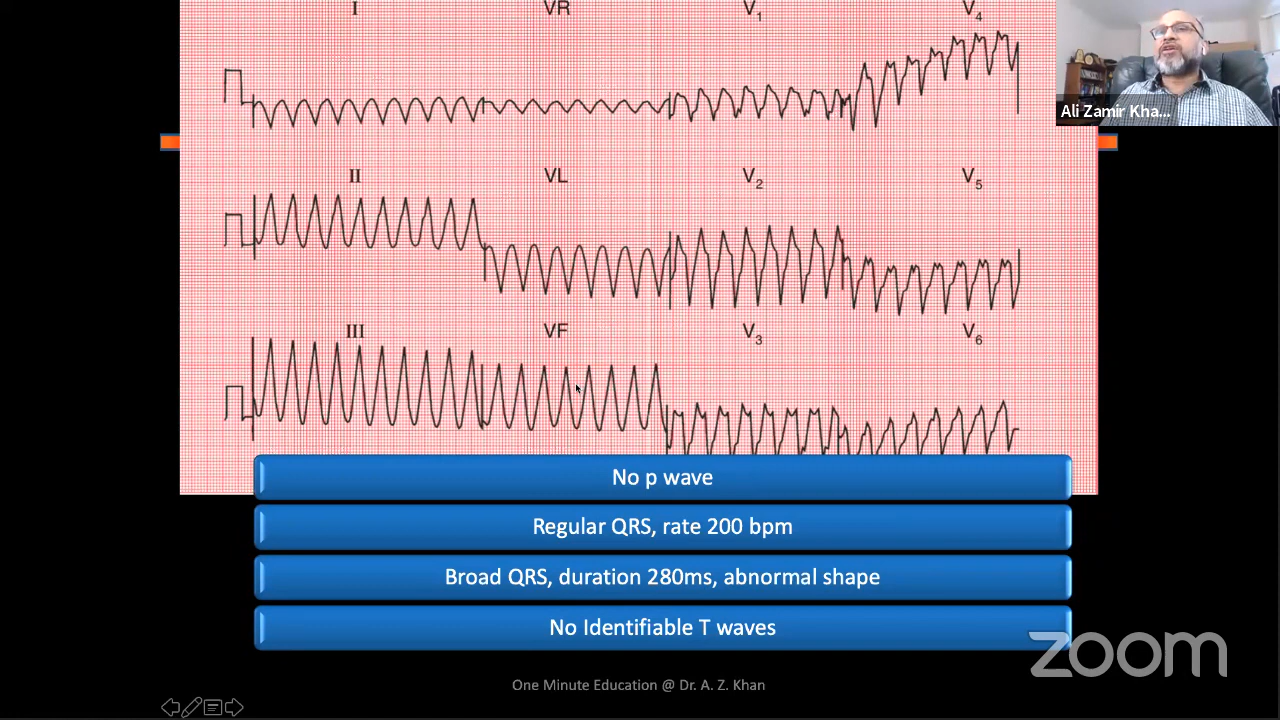 I VR V1 V4
Ali Zamir Kha...
II VL V2 V5
III VF V3 V6
No p wave
Regular QRS, rate 200 bpm
Broad QRS, duration 280ms, abnormal shape
No Identifiable T waves
zoom
One Minute Education @ Dr. A. Z. Khan